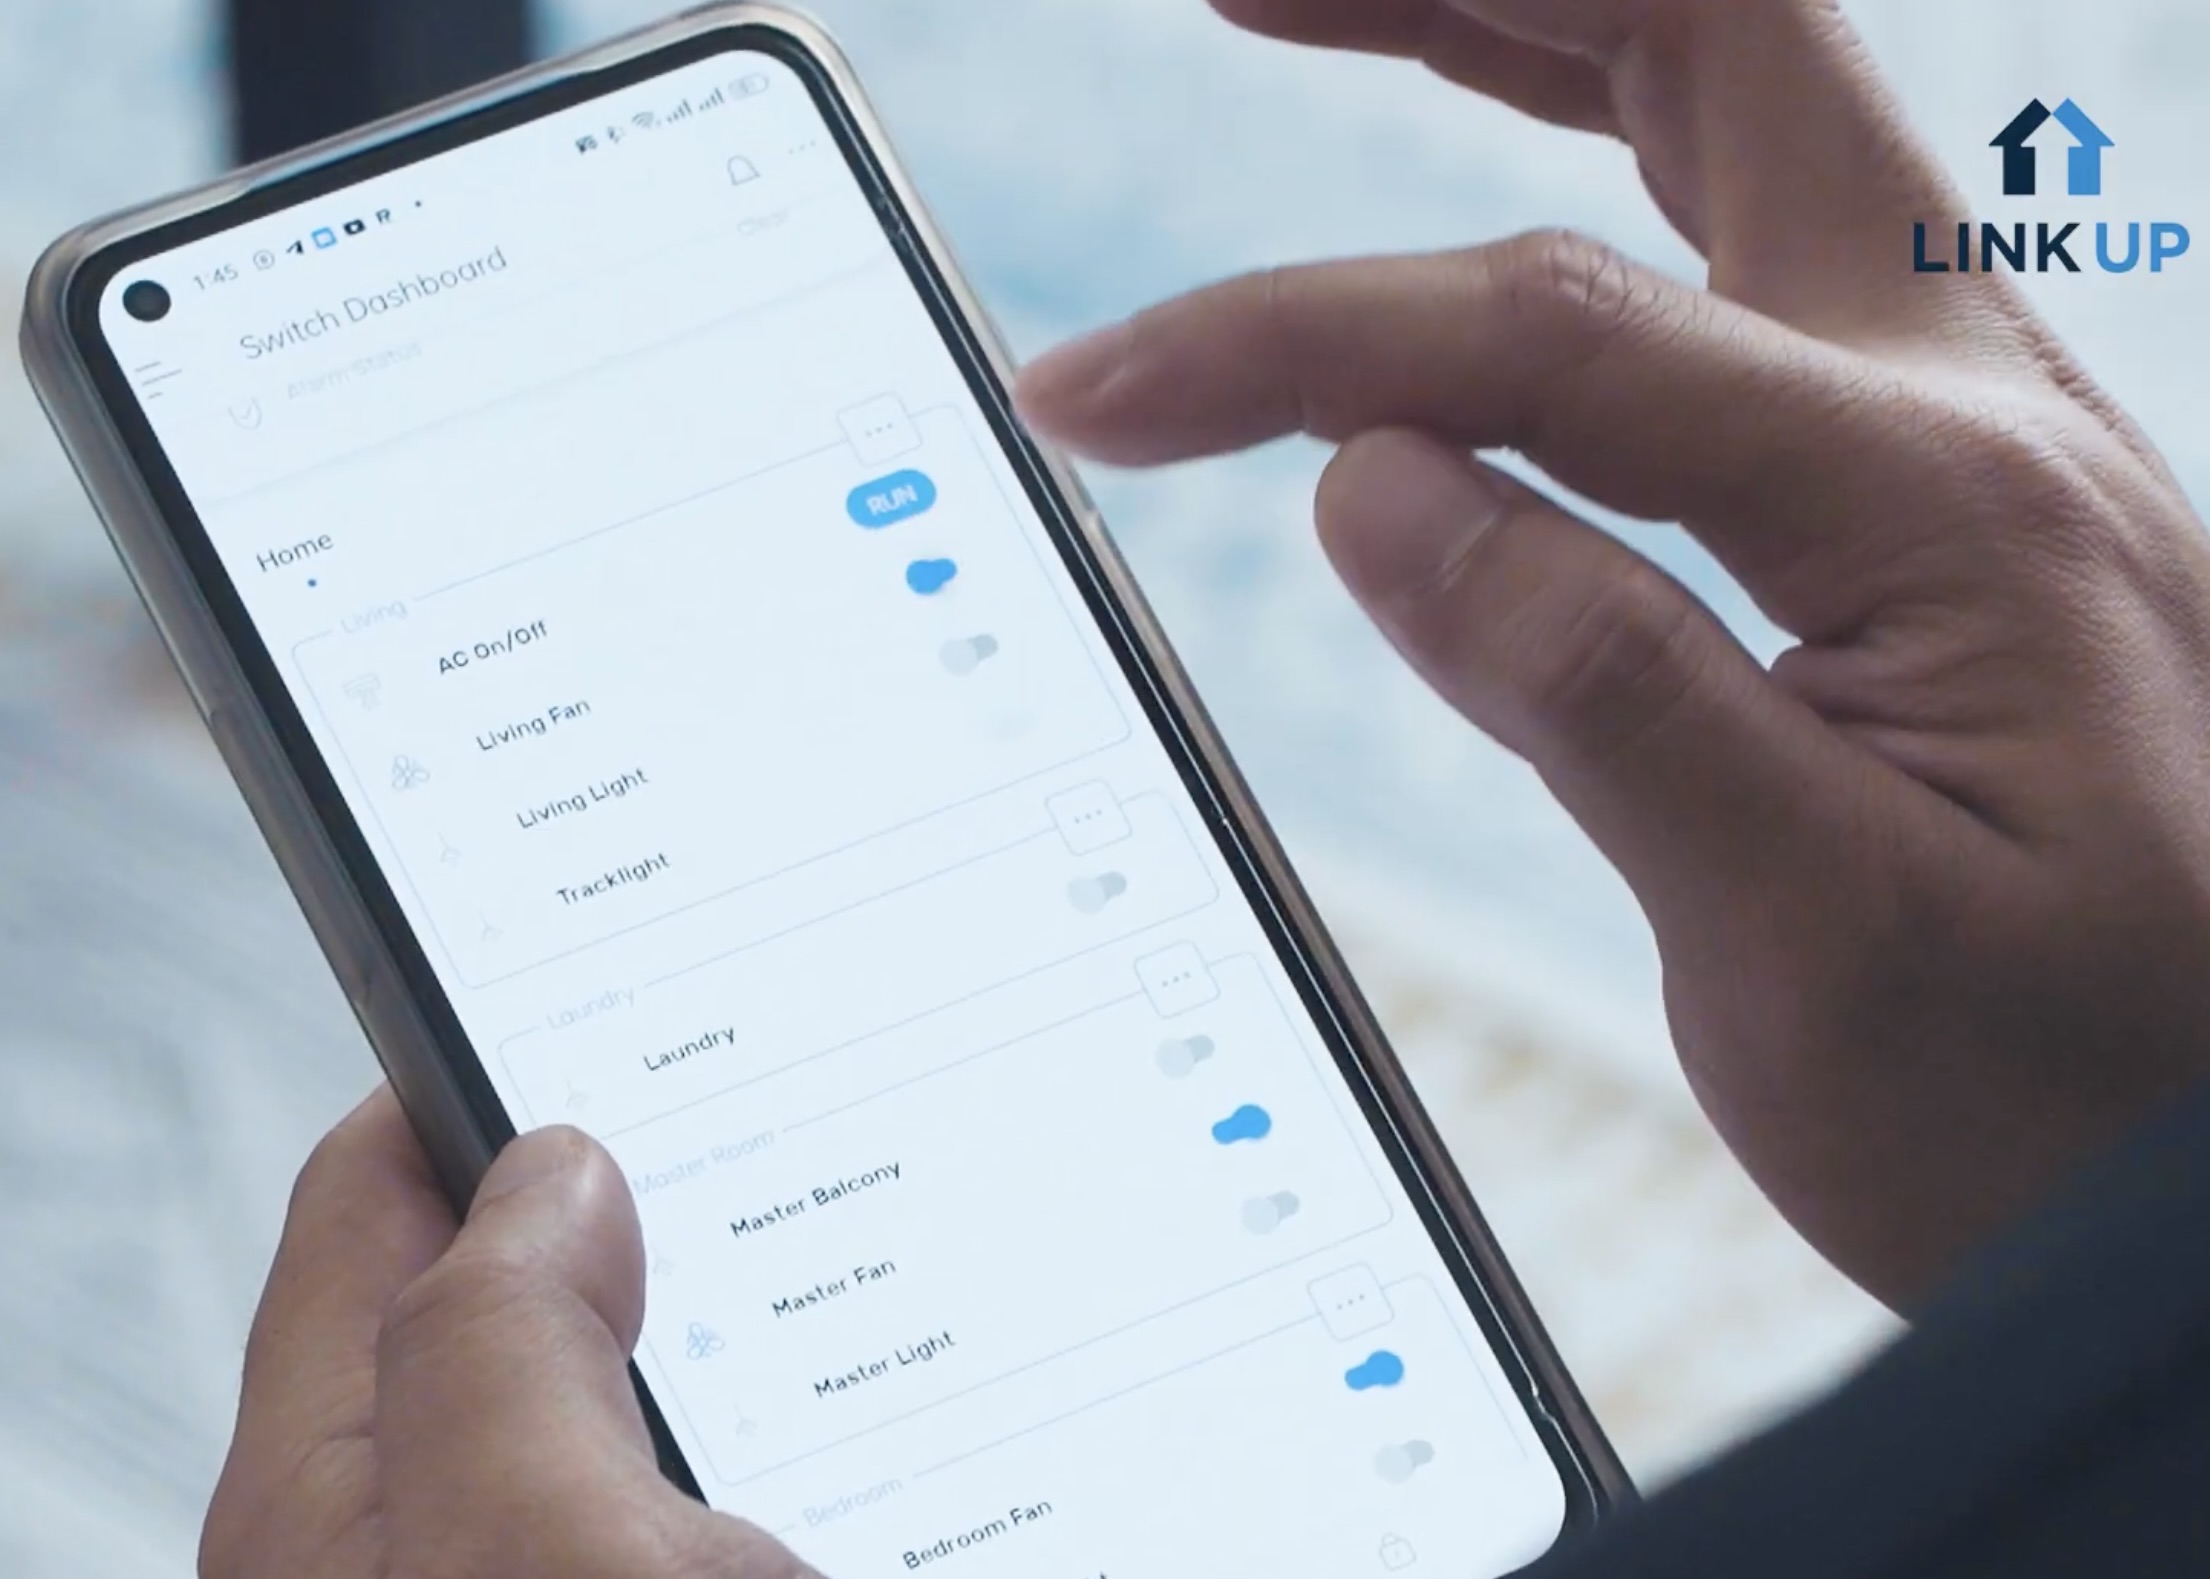 LINK UP
1:45
R
Switch Dashboard
Clear
Alarm Status
Home
Living
RUN
AC On/Off
Living Fan
Living Light
Tracklight
Laundry
Laundry
Master Room
Master Balcony
Master Fan
Master Light
Bedroom
Bedroom Fan